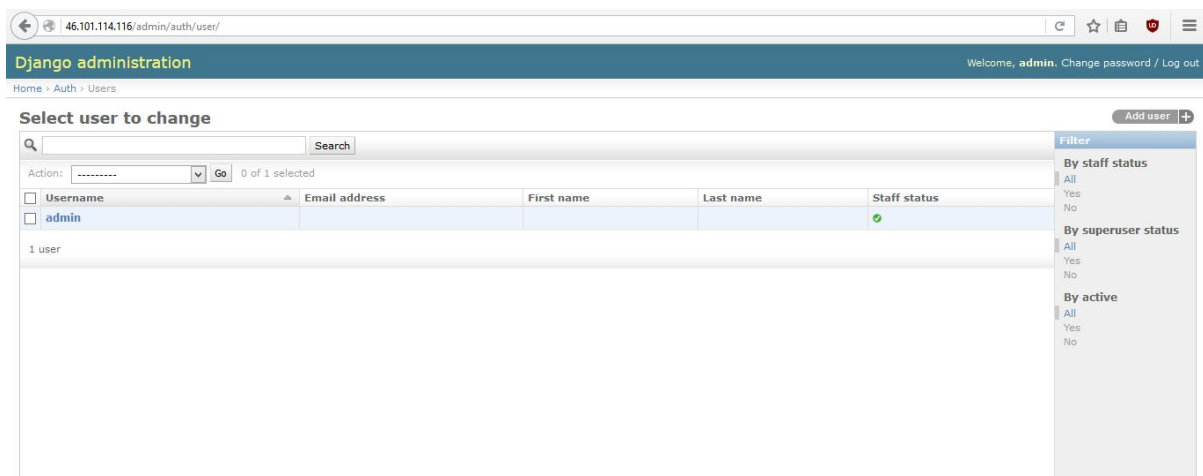 46.101.114.116/admin/auth/user/
Django administration
Welcome, admin. Change password / Log out
Home › Auth › Users
Select user to change
Add user
Search
Action: --------- Go 0 of 1 selected
Username Email address First name Last name Staff status
admin
1 user
Filter
By staff status
All
Yes
No
By superuser status
All
Yes
No
By active
All
Yes
No